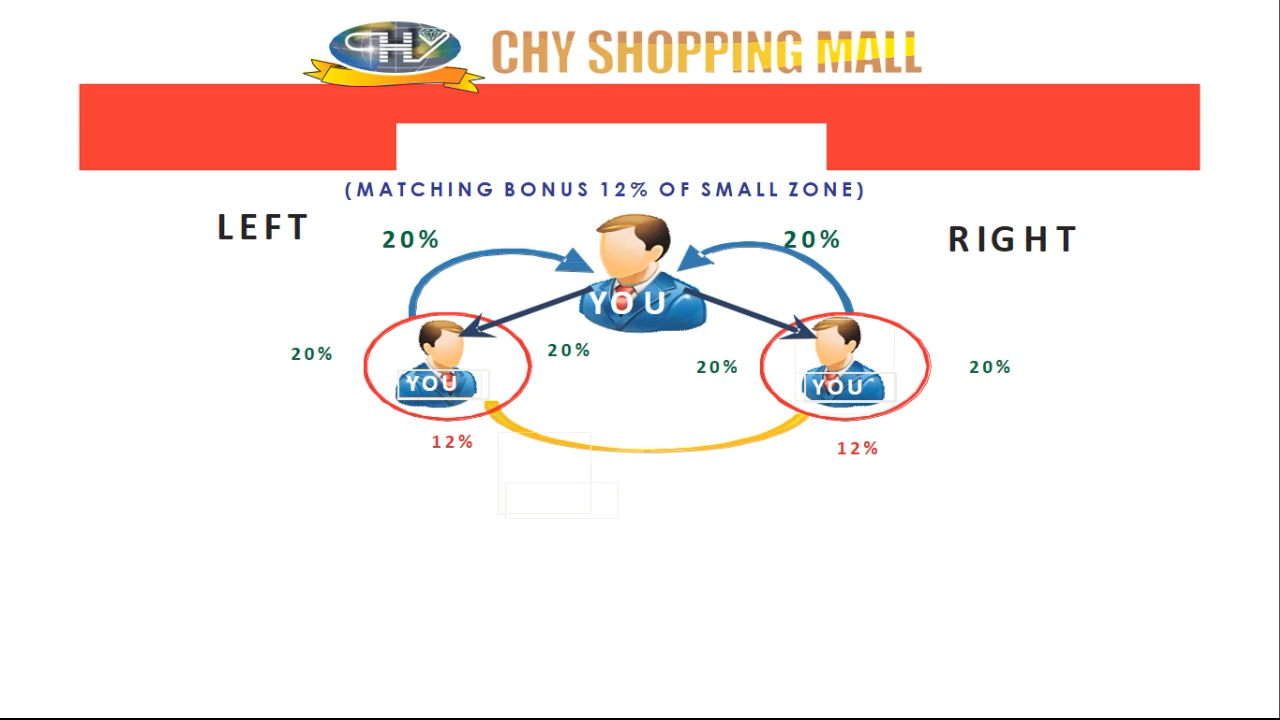 CHY
CHY SHOPPING MALL
(MATCHING BONUS 12% OF SMALL ZONE)
LEFT
20%
20%
RIGHT
YOU
20%
20%
20%
20%
YOU
YOU
12%
12%